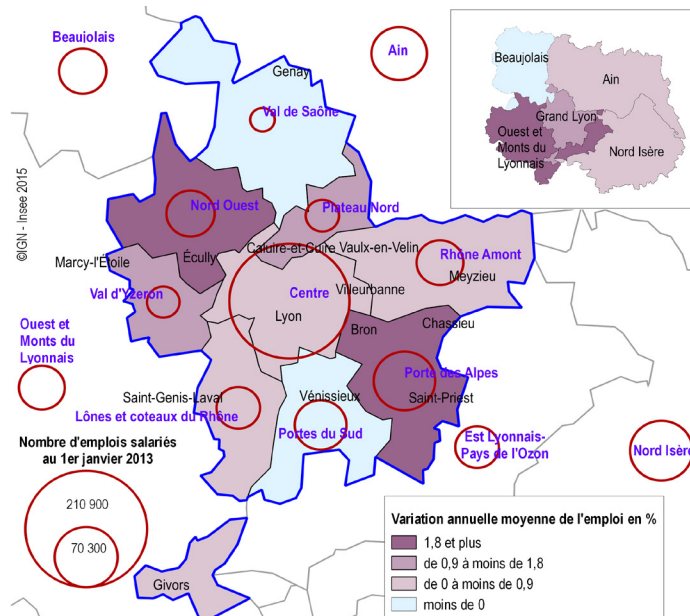 Beaujolais
Ain
Genay
Val de Saône
Beaujolais
Ain
Grand Lyon
Ouest et
Monts du
Lyonnais
Nord Isère
©IGN - Insee 2015
Nord Ouest
Plateau Nord
Marcy-l'Étoile
Écully
Caluire-et-Cuire
Vaulx-en-Velin
Rhône Amont
Meyzieu
Val d'Yzeron
Centre
Villeurbanne
Lyon
Bron
Chassieu
Ouest et
Monts du
Lyonnais
Porte des Alpes
Saint-Genis-Laval
Vénissieux
Saint-Priest
Lônes et coteaux du Rhône
Portes du Sud
Est Lyonnais-
Pays de l'Ozon
Nord Isère
Nombre d'emplois salariés
au 1er janvier 2013
210 900
70 300
Givors
Variation annuelle moyenne de l'emploi en %
1,8 et plus
de 0,9 à moins de 1,8
de 0 à moins de 0,9
moins de 0